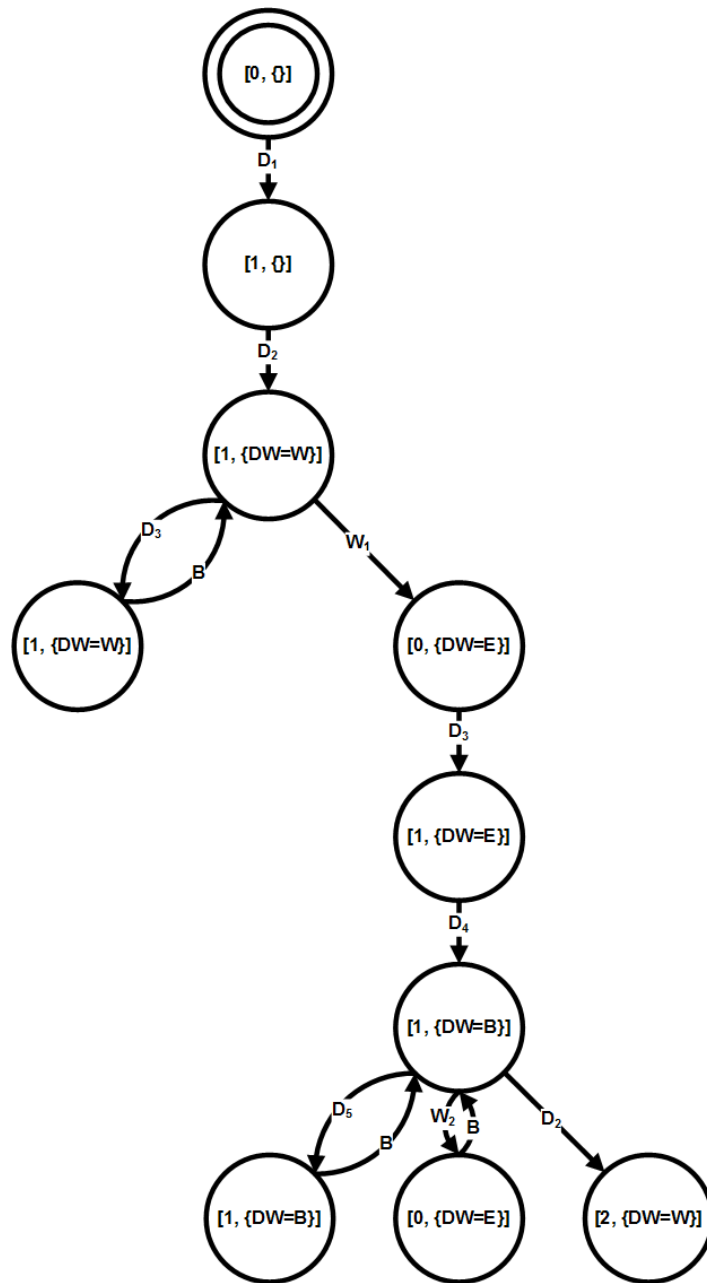 [0, {}]
D₁
[1, {}]
D₂
[1, {DW=W}]
D₃
B
W₁
[1, {DW=W}]
[0, {DW=E}]
D₃
[1, {DW=E}]
D₄
[1, {DW=B}]
D₅
B
W₂
B
D₂
[1, {DW=B}]
[0, {DW=E}]
[2, {DW=W}]